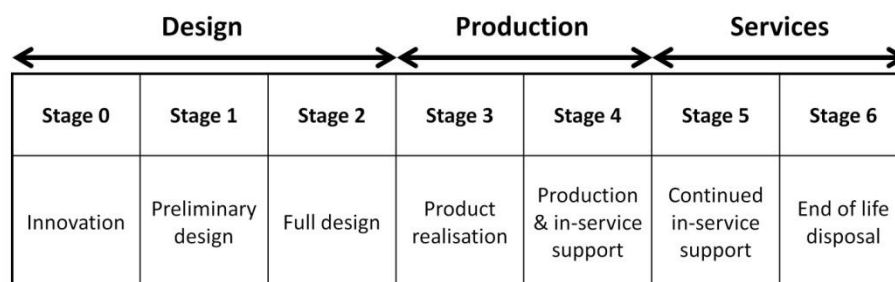 Design Production Services
Stage 0 Stage 1 Stage 2 Stage 3 Stage 4 Stage 5 Stage 6
Innovation
Preliminary
design
Full design
Product
realisation
Production
& in-service
support
Continued
in-service
support
End of life
disposal